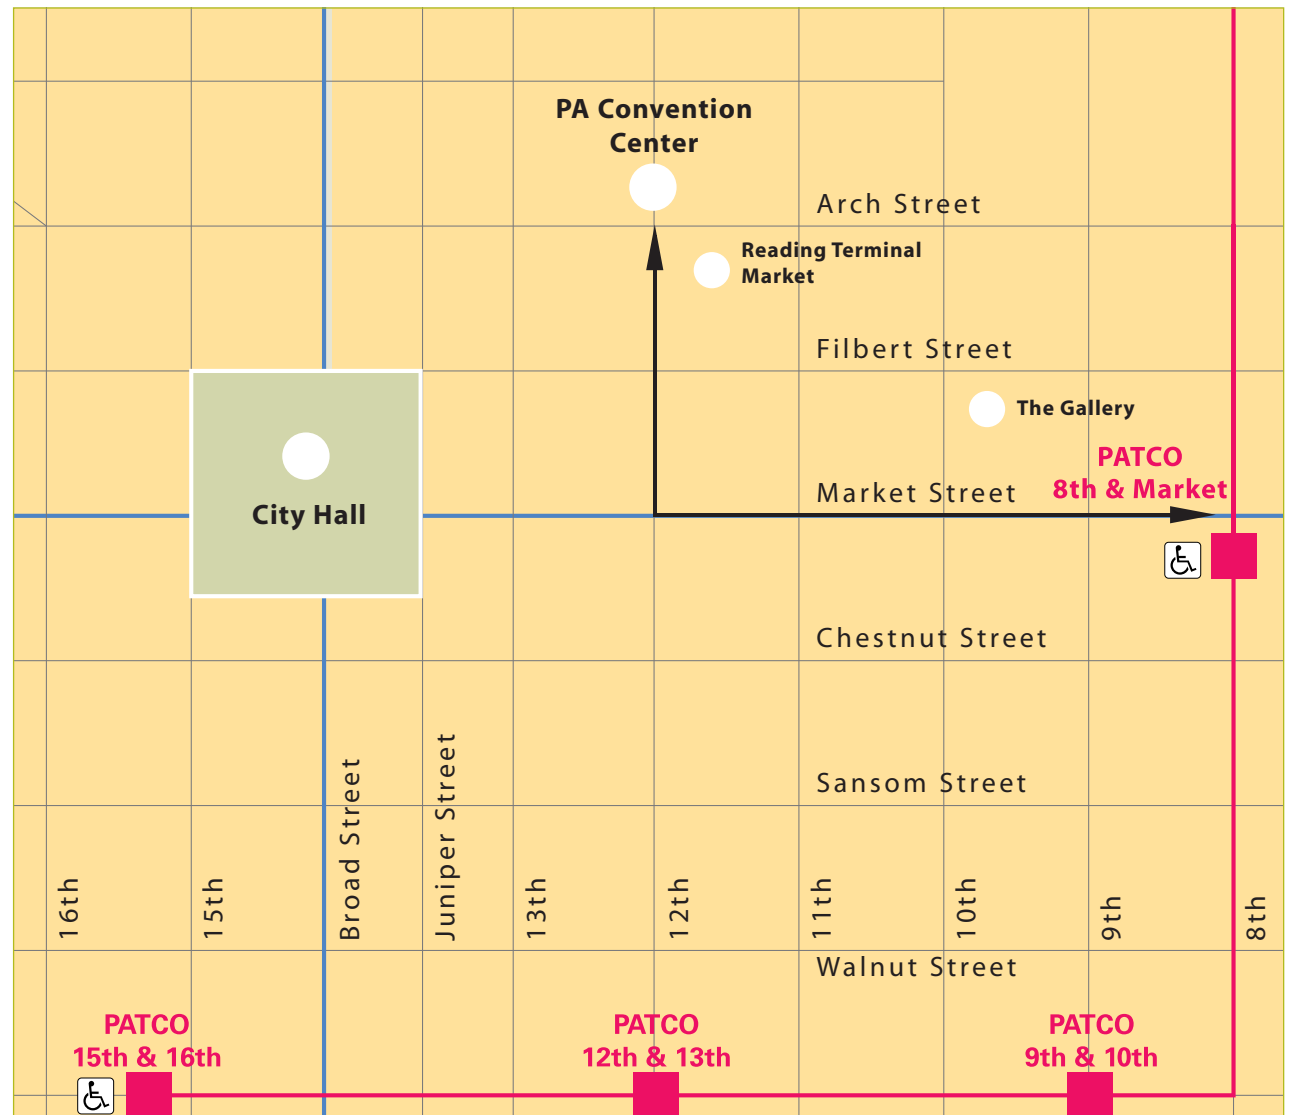 PA Convention
Center
Arch Street
Reading Terminal
Market
Filbert Street
The Gallery
PATCO
8th & Market
Market Street
City Hall
Chestnut Street
Sansom Street
16th
15th
Broad Street
Juniper Street
13th
12th
11th
10th
9th
8th
Walnut Street
PATCO
15th & 16th
PATCO
12th & 13th
PATCO
9th & 10th